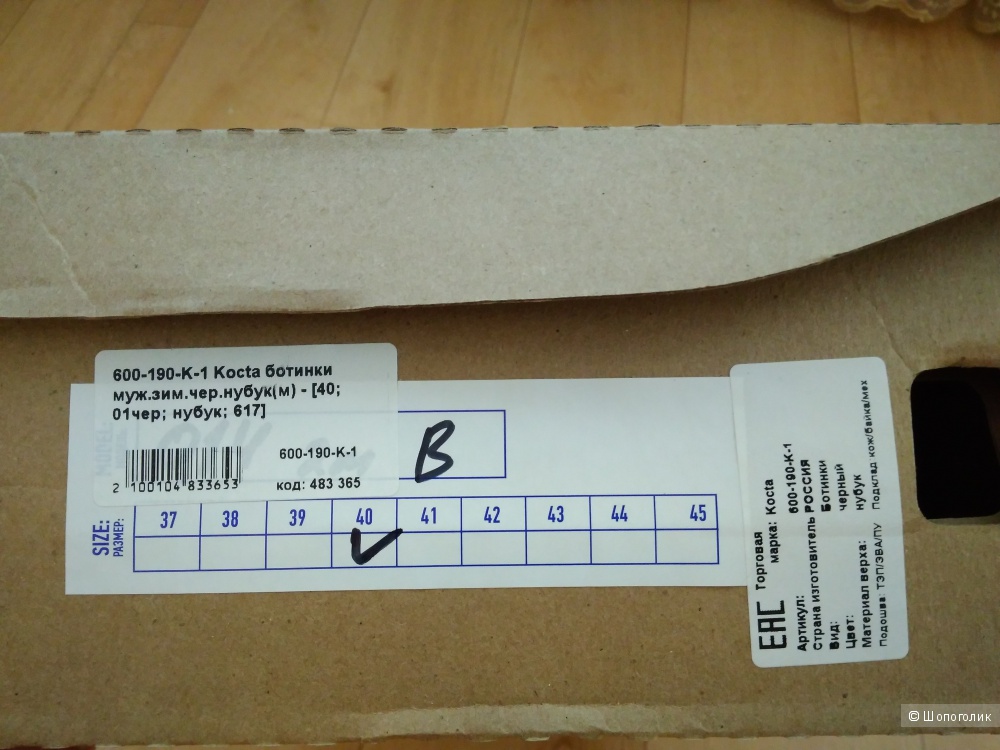 600-190-K-1 Kocta ботинки
муж.зим.чер.нубук(м) - [40;
01чер; нубук; 617]
600-190-K-1
2 100104 833653
код: 483 365
B
SIZE:
РАЗМЕР:
37 38 39 40 41 42 43 44 45
EAC
Торговая
марка: Kocta
Артикул: 600-190-K-1
Страна изготовитель РОССИЯ
Вид: Ботинки
Цвет: черный
Материал верха: нубук
Подошва: ТЭП/ЭВА/ПУ Подклад кож/байка/мех
© Шопоголик